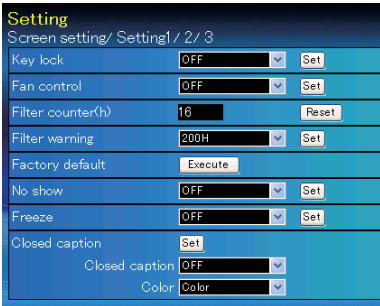 Setting
Screen setting/ Setting1 / 2/ 3
Key lock OFF Set
Fan control OFF Set
Filter counter(h) 16 Reset
Filter warning 200H Set
Factory default Execute
No show OFF Set
Freeze OFF Set
Closed caption Set
Closed caption OFF
Color Color